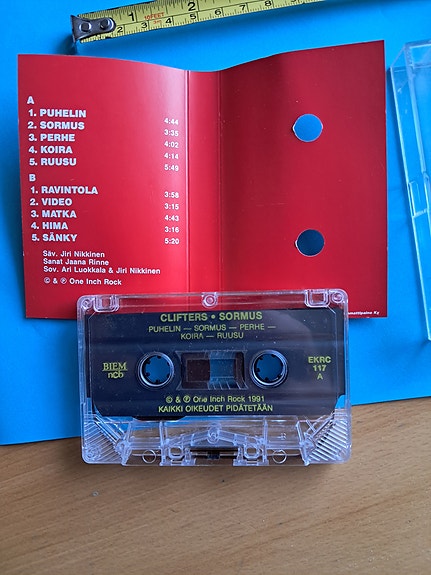 10FEET
A
1. PUHELIN 4:44
2. SORMUS 3:35
3. PERHE 4:02
4. KOIRA 4:14
5. RUUSU 5:49
B
1. RAVINTOLA 3:58
2. VIDEO 3:15
3. MATKA 4:43
4. HIMA 3:16
5. SÄNKY 5:20
Säv. Jiri Nikkinen
Sanat Jaana Rinne
Sov. Ari Luokkala & Jiri Nikkinen
© & ℗ One Inch Rock
CLIFTERS • SORMUS
PUHELIN — SORMUS — PERHE —
KOIRA — RUUSU
BIEM
ncb
EKRC
117
A
© & ℗ One Inch Rock 1991
KAIKKI OIKEUDET PIDÄTETÄÄN